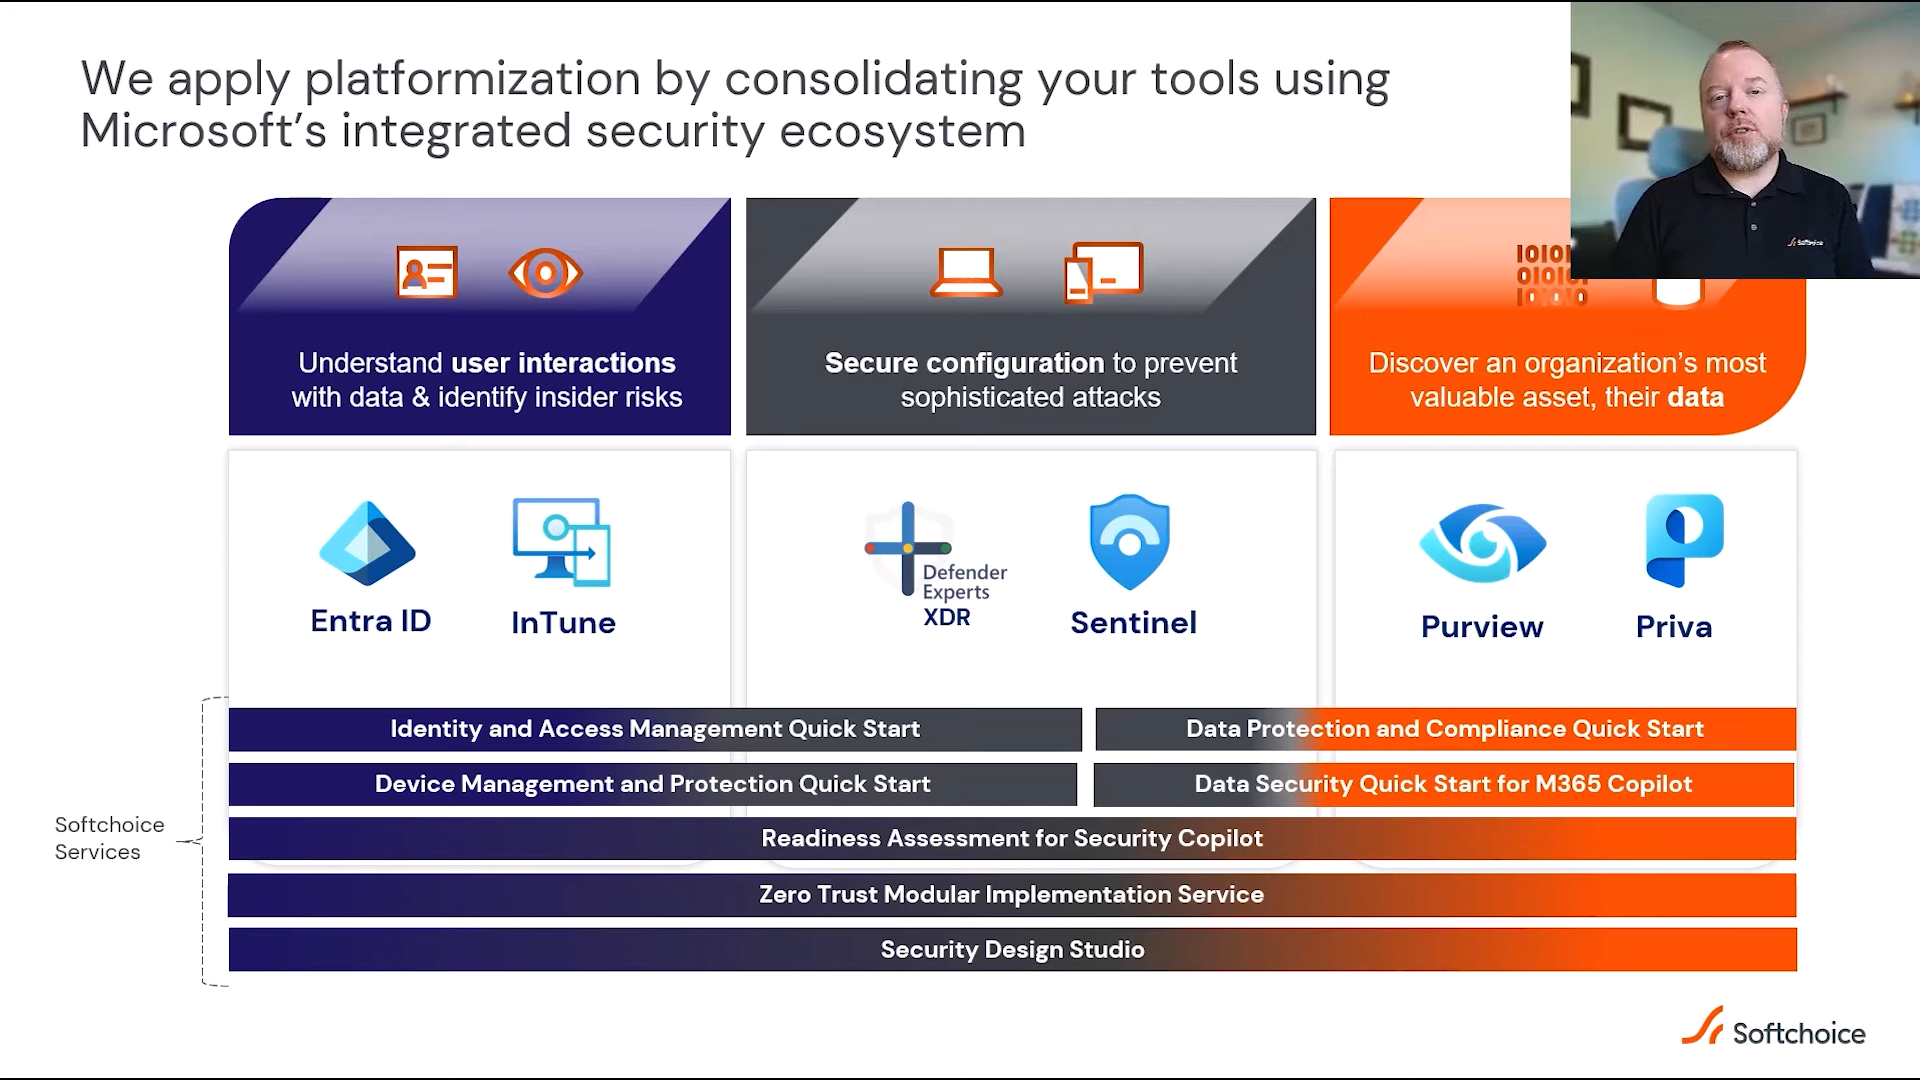 We apply platformization by consolidating your tools using
Microsoft's integrated security ecosystem
Understand user interactions
with data & identify insider risks
Secure configuration to prevent
sophisticated attacks
Discover an organization's most
valuable asset, their data
Entra ID
InTune
Defender
Experts
XDR
Sentinel
Purview
Priva
Softchoice
Services
Identity and Access Management Quick Start
Data Protection and Compliance Quick Start
Device Management and Protection Quick Start
Data Security Quick Start for M365 Copilot
Readiness Assessment for Security Copilot
Zero Trust Modular Implementation Service
Security Design Studio
Softchoice
Softchoice